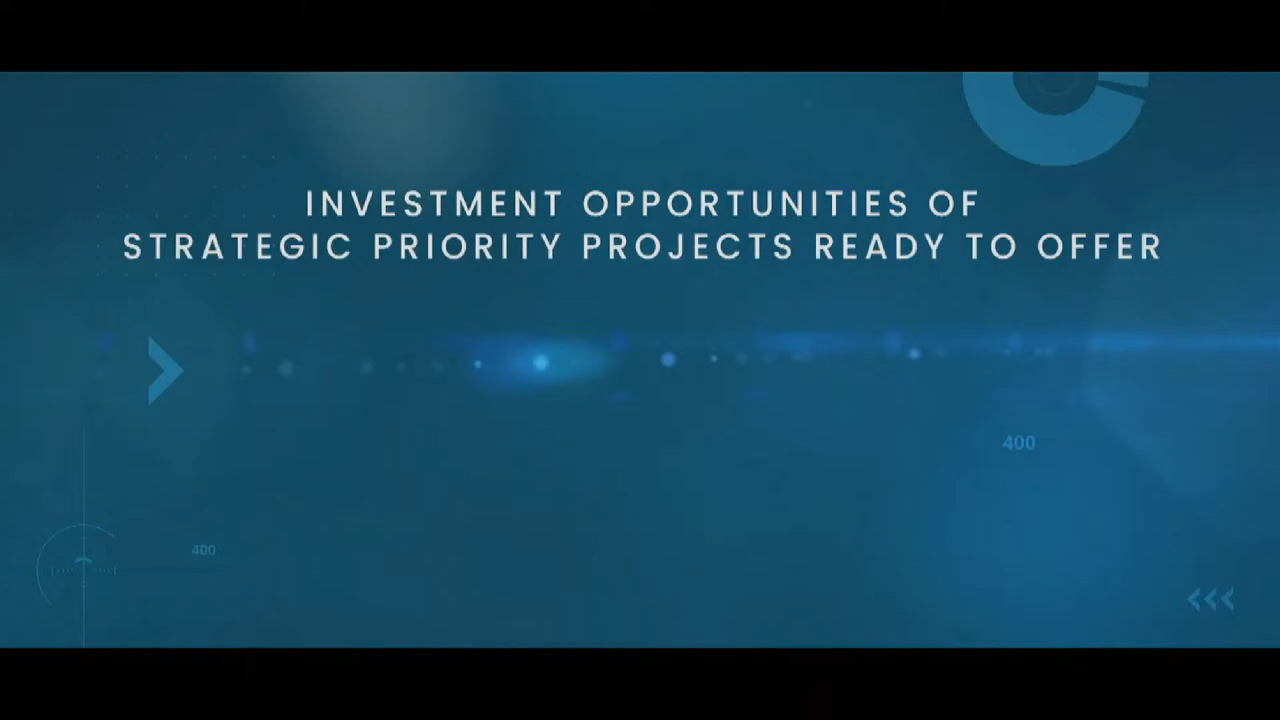 INVESTMENT OPPORTUNITIES OF
STRATEGIC PRIORITY PROJECTS READY TO OFFER
400
400